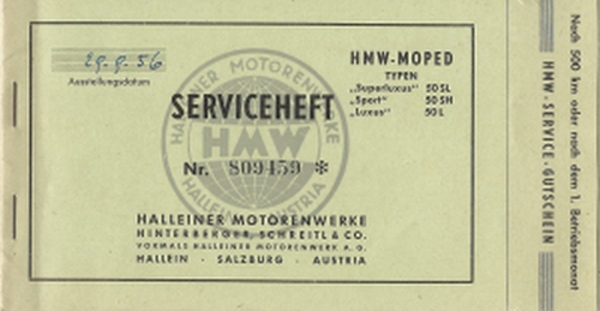 29.9.56
Ausstellungsdatum
HMW-MOPED
TYPEN
„Superluxus" 50 SL
„Sport" 50 SH
„Luxus" 50 L
HALLEINER MOTORENWERKE
HMW
HALLEIN AUSTRIA
SERVICEHEFT
Nr. 809459 *
HALLEINER MOTORENWERKE
HINTERBERGER, SCHREITL & CO.
VORMALS HALLEINER MOTORENWERK A. G.
HALLEIN · SALZBURG · AUSTRIA
HMW-SERVICE-GUTSCHEIN
Nach 500 km oder nach dem 1. Betriebsmonat